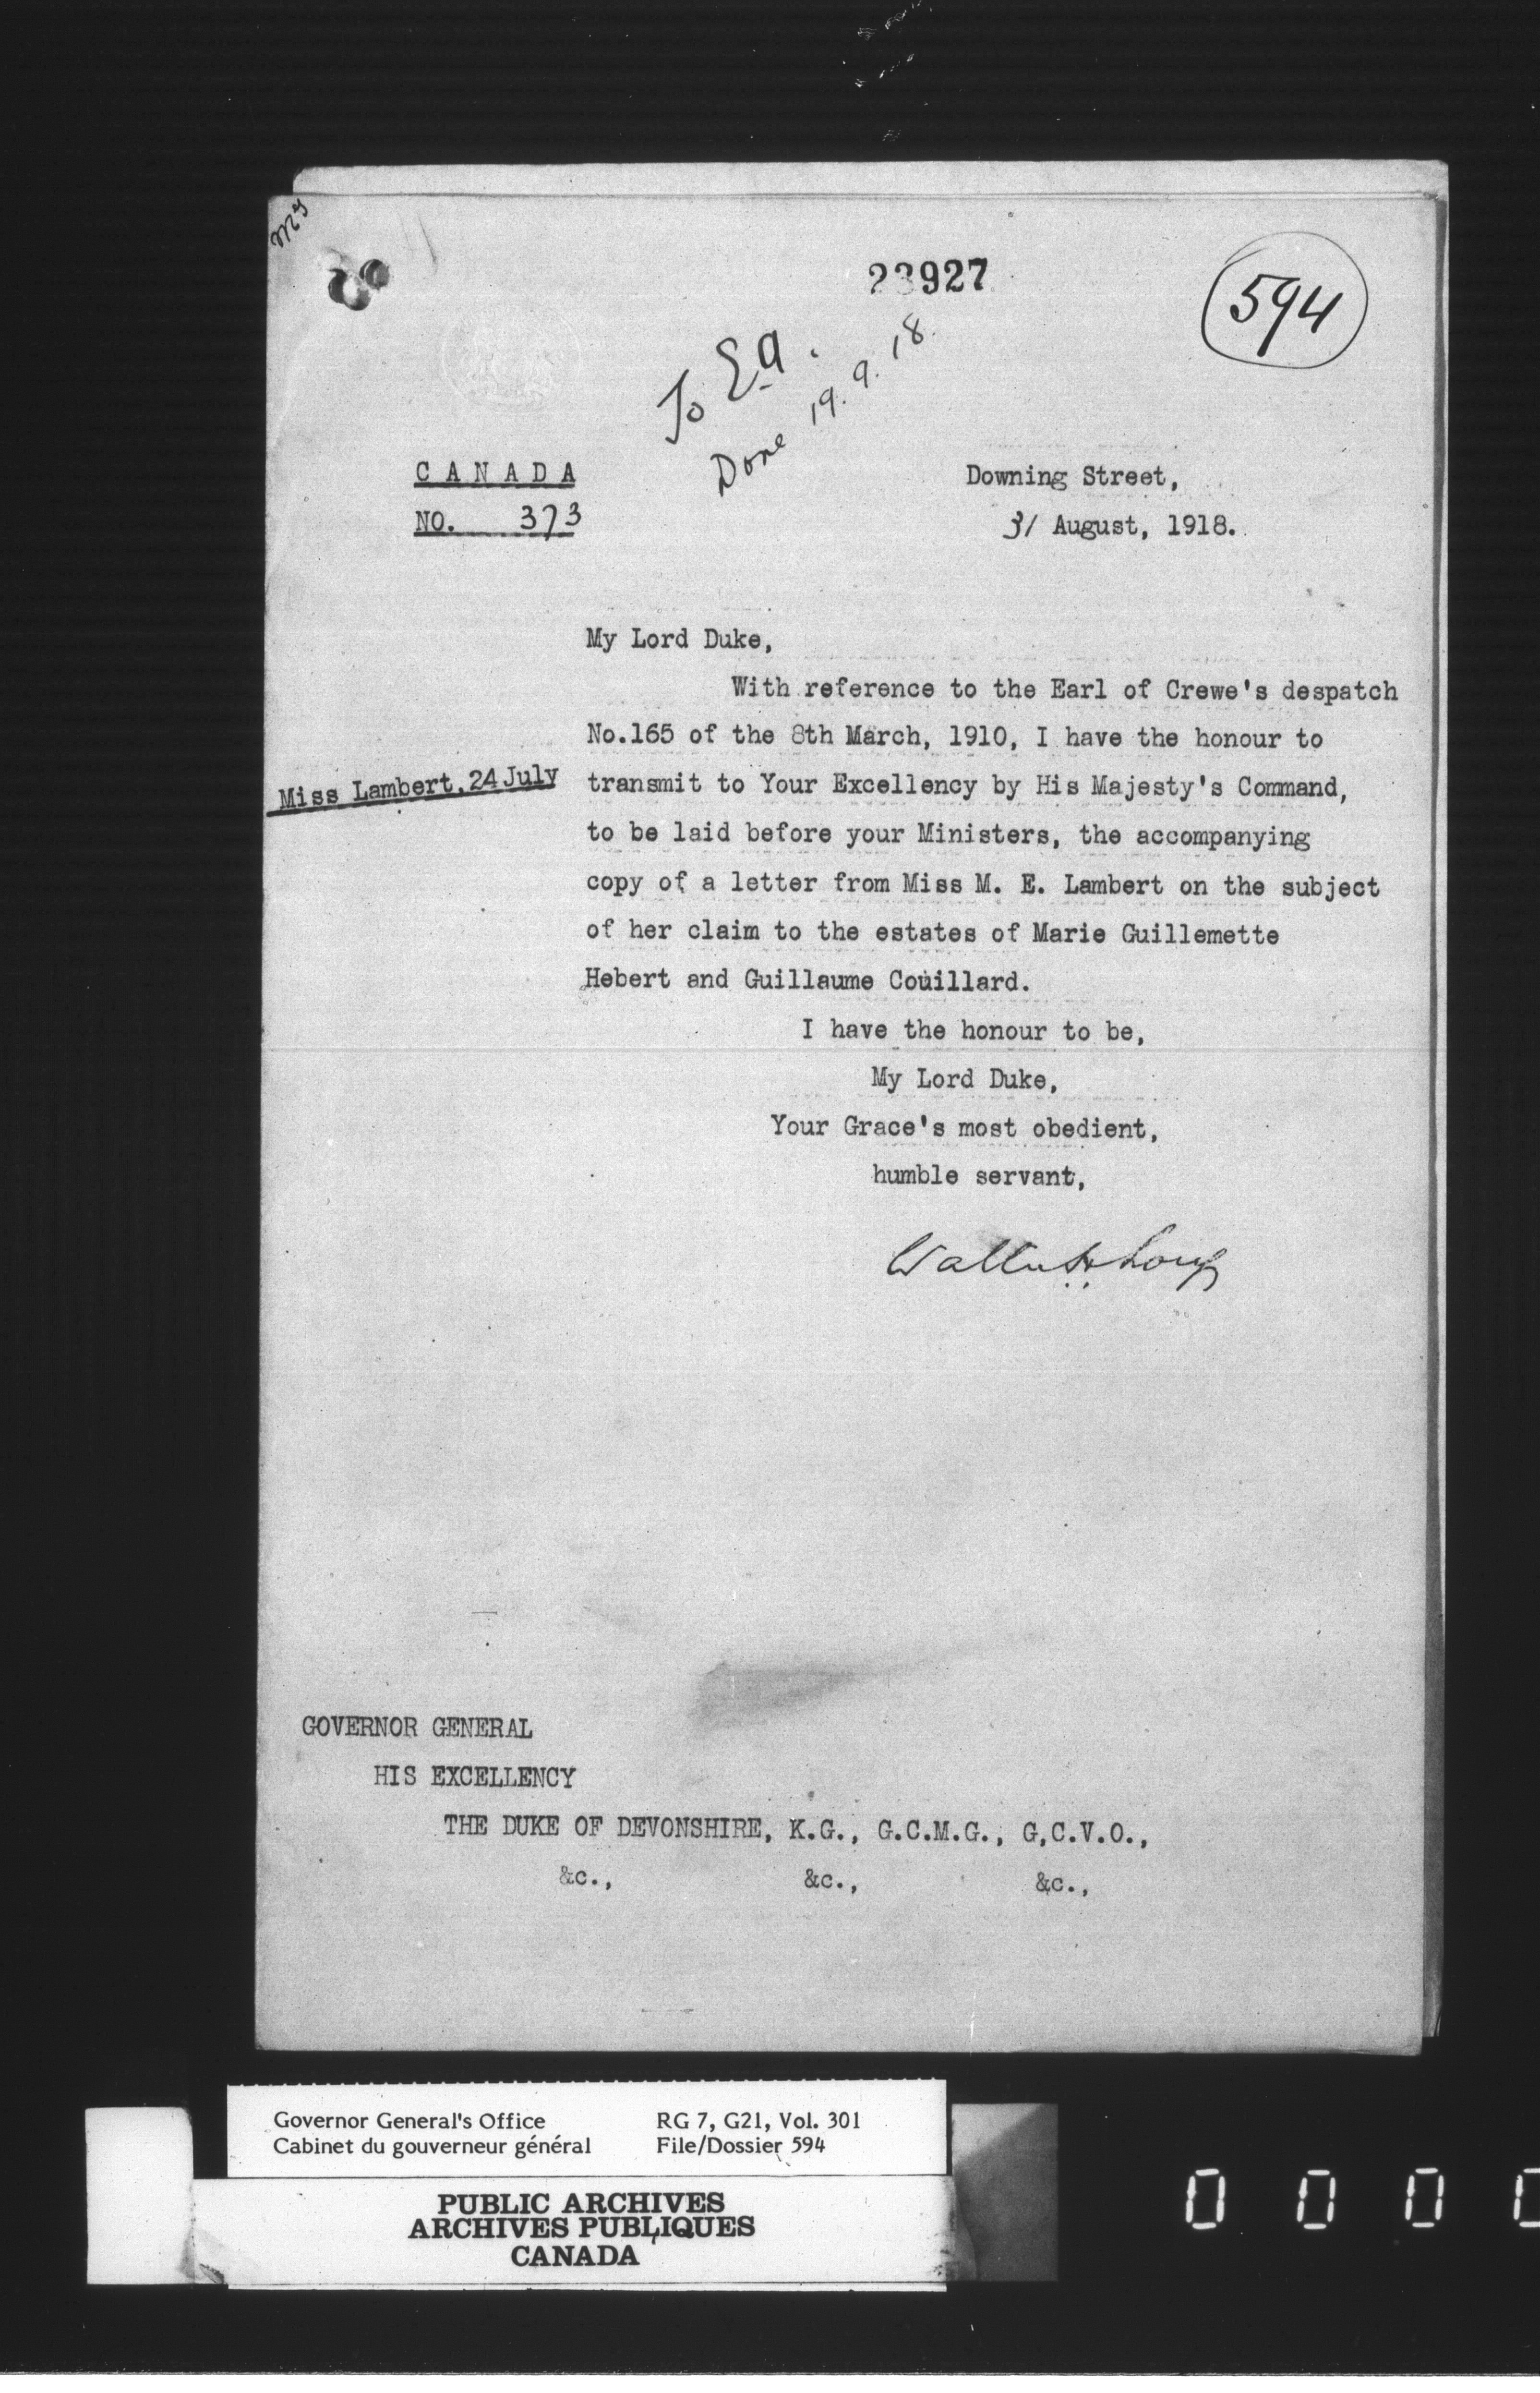 23927
594
To Ea.
Done 19.9.18.
CANADA
NO. 373
Downing Street,
31 August, 1918.
My Lord Duke,
With reference to the Earl of Crewe's despatch
No.165 of the 8th March, 1910, I have the honour to
Miss Lambert, 24 July
transmit to Your Excellency by His Majesty's Command,
to be laid before your Ministers, the accompanying
copy of a letter from Miss M. E. Lambert on the subject
of her claim to the estates of Marie Guillemette
Hebert and Guillaume Couillard.
I have the honour to be,
My Lord Duke,
Your Grace's most obedient,
humble servant,
Walter H Long
GOVERNOR GENERAL
HIS EXCELLENCY
THE DUKE OF DEVONSHIRE, K.G., G.C.M.G., G.C.V.O.,
&c., &c., &c.,
Governor General's Office RG 7, G21, Vol. 301
Cabinet du gouverneur général File/Dossier 594
PUBLIC ARCHIVES
ARCHIVES PUBLIQUES
CANADA
0 0 0